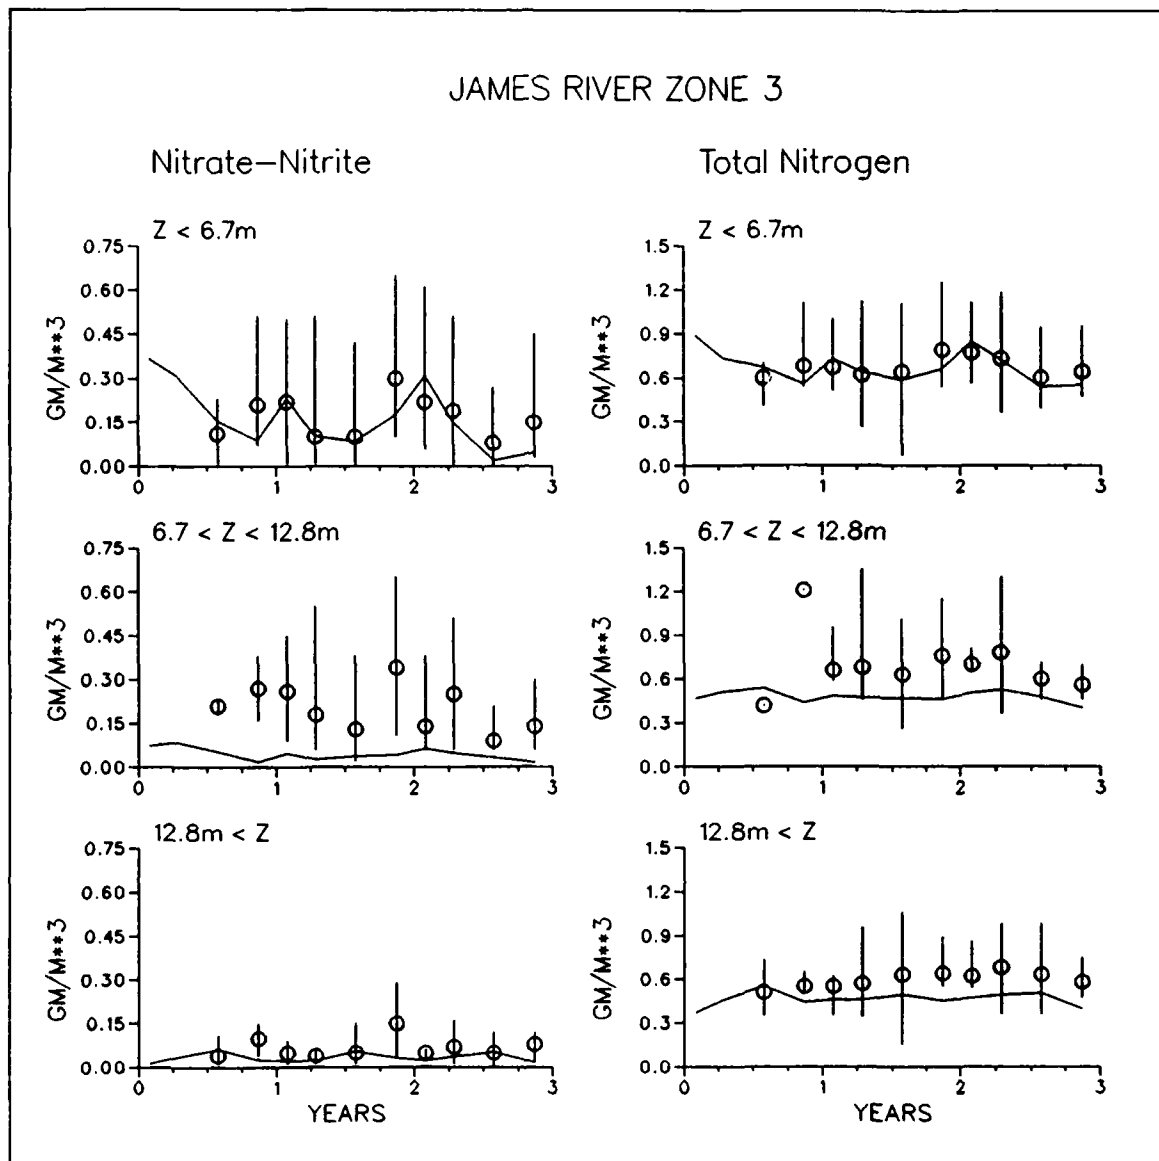 JAMES RIVER ZONE 3
Nitrate-Nitrite
Total Nitrogen
Z < 6.7m
0.75
0.60
0.45
0.30
0.15
0.00
GM/M**3
0 1 2 3
Z < 6.7m
1.5
1.2
0.9
0.6
0.3
0.0
GM/M**3
0 1 2 3
6.7 < Z < 12.8m
0.75
0.60
0.45
0.30
0.15
0.00
GM/M**3
0 1 2 3
6.7 < Z < 12.8m
1.5
1.2
0.9
0.6
0.3
0.0
GM/M**3
0 1 2 3
12.8m < Z
0.75
0.60
0.45
0.30
0.15
0.00
GM/M**3
0 1 2 3
YEARS
12.8m < Z
1.5
1.2
0.9
0.6
0.3
0.0
GM/M**3
0 1 2 3
YEARS